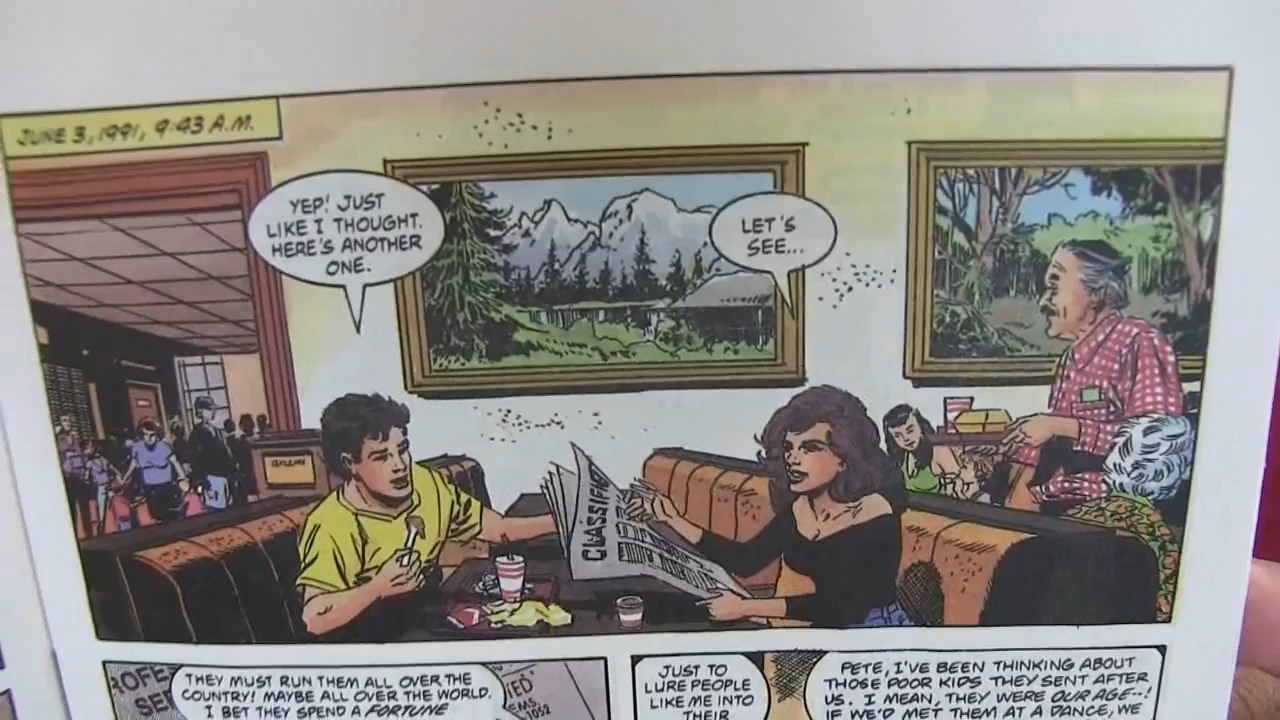 JUNE 3, 1991, 9:43 A.M.
YEP! JUST
LIKE I THOUGHT.
HERE'S ANOTHER
ONE.
LET'S
SEE...
CLASSIFIED
THEY MUST RUN THEM ALL OVER THE
COUNTRY! MAYBE ALL OVER THE WORLD.
I BET THEY SPEND A FORTUNE
JUST TO
LURE PEOPLE
LIKE ME INTO
THEIR
PETE, I'VE BEEN THINKING ABOUT
THOSE POOR KIDS THEY SENT AFTER
US. I MEAN, THEY WERE OUR AGE--!
IF WE'D MET THEM AT A DANCE, WE